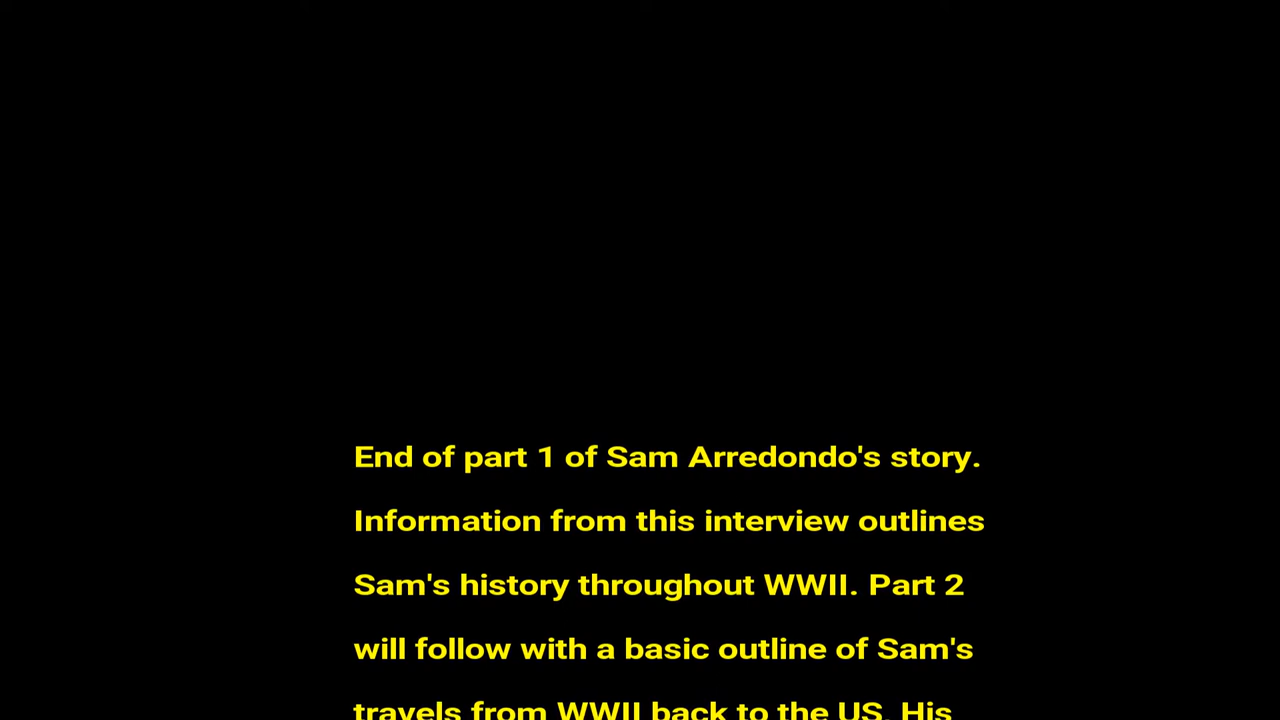 End of part 1 of Sam Arredondo's story.
Information from this interview outlines
Sam's history throughout WWII. Part 2
will follow with a basic outline of Sam's
travels from WWII back to the US. His